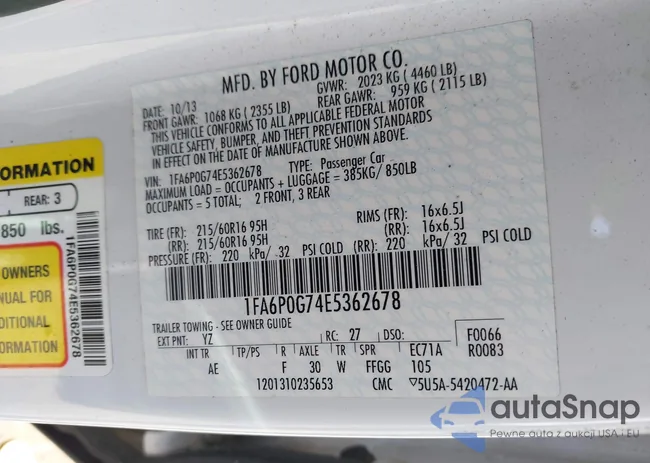 MFD. BY FORD MOTOR CO.
DATE: 10/13 GVWR: 2023 KG ( 4460 LB)
FRONT GAWR: 1068 KG ( 2355 LB) REAR GAWR: 959 KG ( 2115 LB)
THIS VEHICLE CONFORMS TO ALL APPLICABLE FEDERAL MOTOR
VEHICLE SAFETY, BUMPER, AND THEFT PREVENTION STANDARDS
IN EFFECT ON THE DATE OF MANUFACTURE SHOWN ABOVE.
VIN: 1FA6P0G74E5362678 TYPE: Passenger Car
MAXIMUM LOAD = OCCUPANTS + LUGGAGE = 385KG/ 850LB
OCCUPANTS = 5 TOTAL; 2 FRONT, 3 REAR
TIRE (FR): 215/60R16 95H RIMS (FR): 16x6.5J
(RR): 215/60R16 95H (RR): 16x6.5J
PRESSURE (FR): 220 kPa/ 32 PSI COLD (RR): 220 kPa/ 32 PSI COLD
1FA6P0G74E5362678
TRAILER TOWING - SEE OWNER GUIDE
EXT PNT: YZ RC: 27 DSO: F0066
INT TR TP/PS R AXLE TR SPR EC71A R0083
AE F 30 W FFGG 105
1201310235653 CMC ▽5U5A-5420472-AA
ORMATION
REAR: 3
850 lbs.
OWNERS
NUAL FOR
DITIONAL
FORMATION
1FA6P0G74E5362678
autaSnap
Pewne auta z aukcji USA i EU